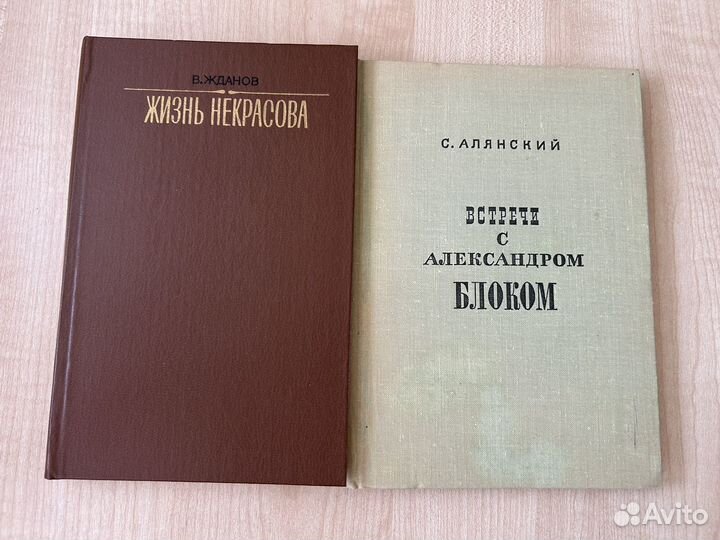 В.ЖДАНОВ
ЖИЗНЬ НЕКРАСОВА
С. АЛЯНСКИЙ
ВСТРЕЧИ
С
АЛЕКСАНДРОМ
БЛОКОМ
Avito